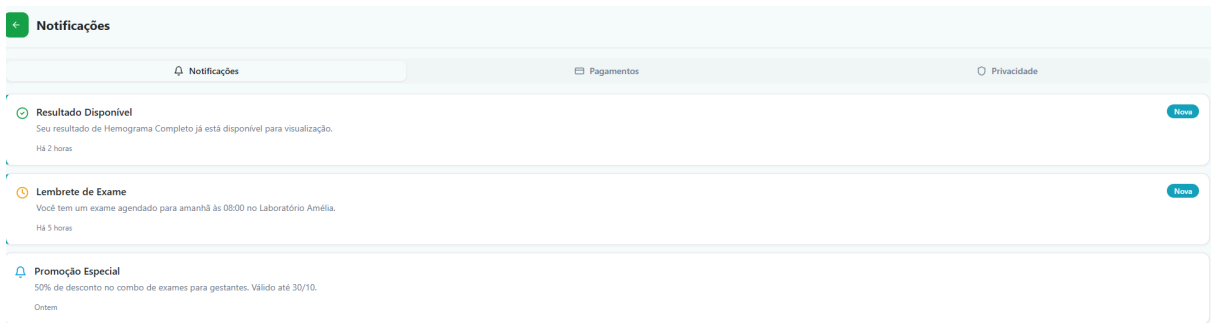 Notificações
Notificações
Pagamentos
Privacidade
Resultado Disponível
Nova
Seu resultado de Hemograma Completo já está disponível para visualização.
Há 2 horas
Lembrete de Exame
Nova
Você tem um exame agendado para amanhã às 08:00 no Laboratório Amélia.
Há 5 horas
Promoção Especial
50% de desconto no combo de exames para gestantes. Válido até 30/10.
Ontem